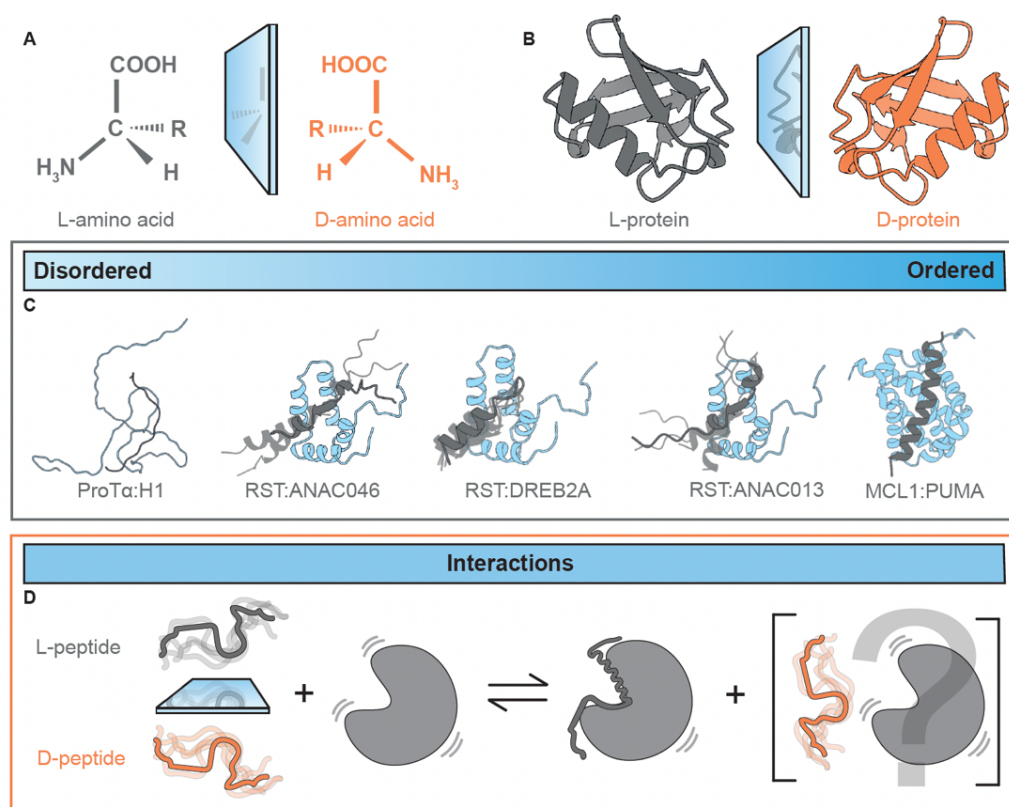 A
COOH
C
R
H₃N
H
L-amino acid
HOOC
R
C
H
NH₃
D-amino acid
B
L-protein
D-protein
Disordered
Ordered
C
ProTα:H1
RST:ANAC046
RST:DREB2A
RST:ANAC013
MCL1:PUMA
Interactions
D
L-peptide
D-peptide
+
+
?